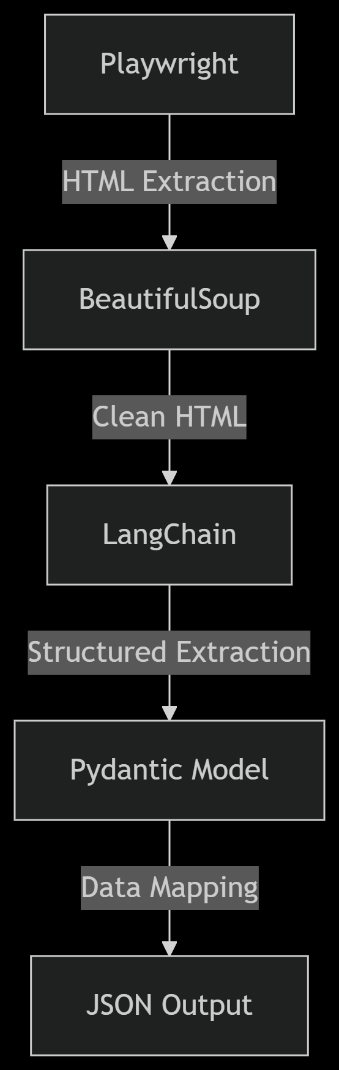 Playwright
HTML Extraction
BeautifulSoup
Clean HTML
LangChain
Structured Extraction
Pydantic Model
Data Mapping
JSON Output